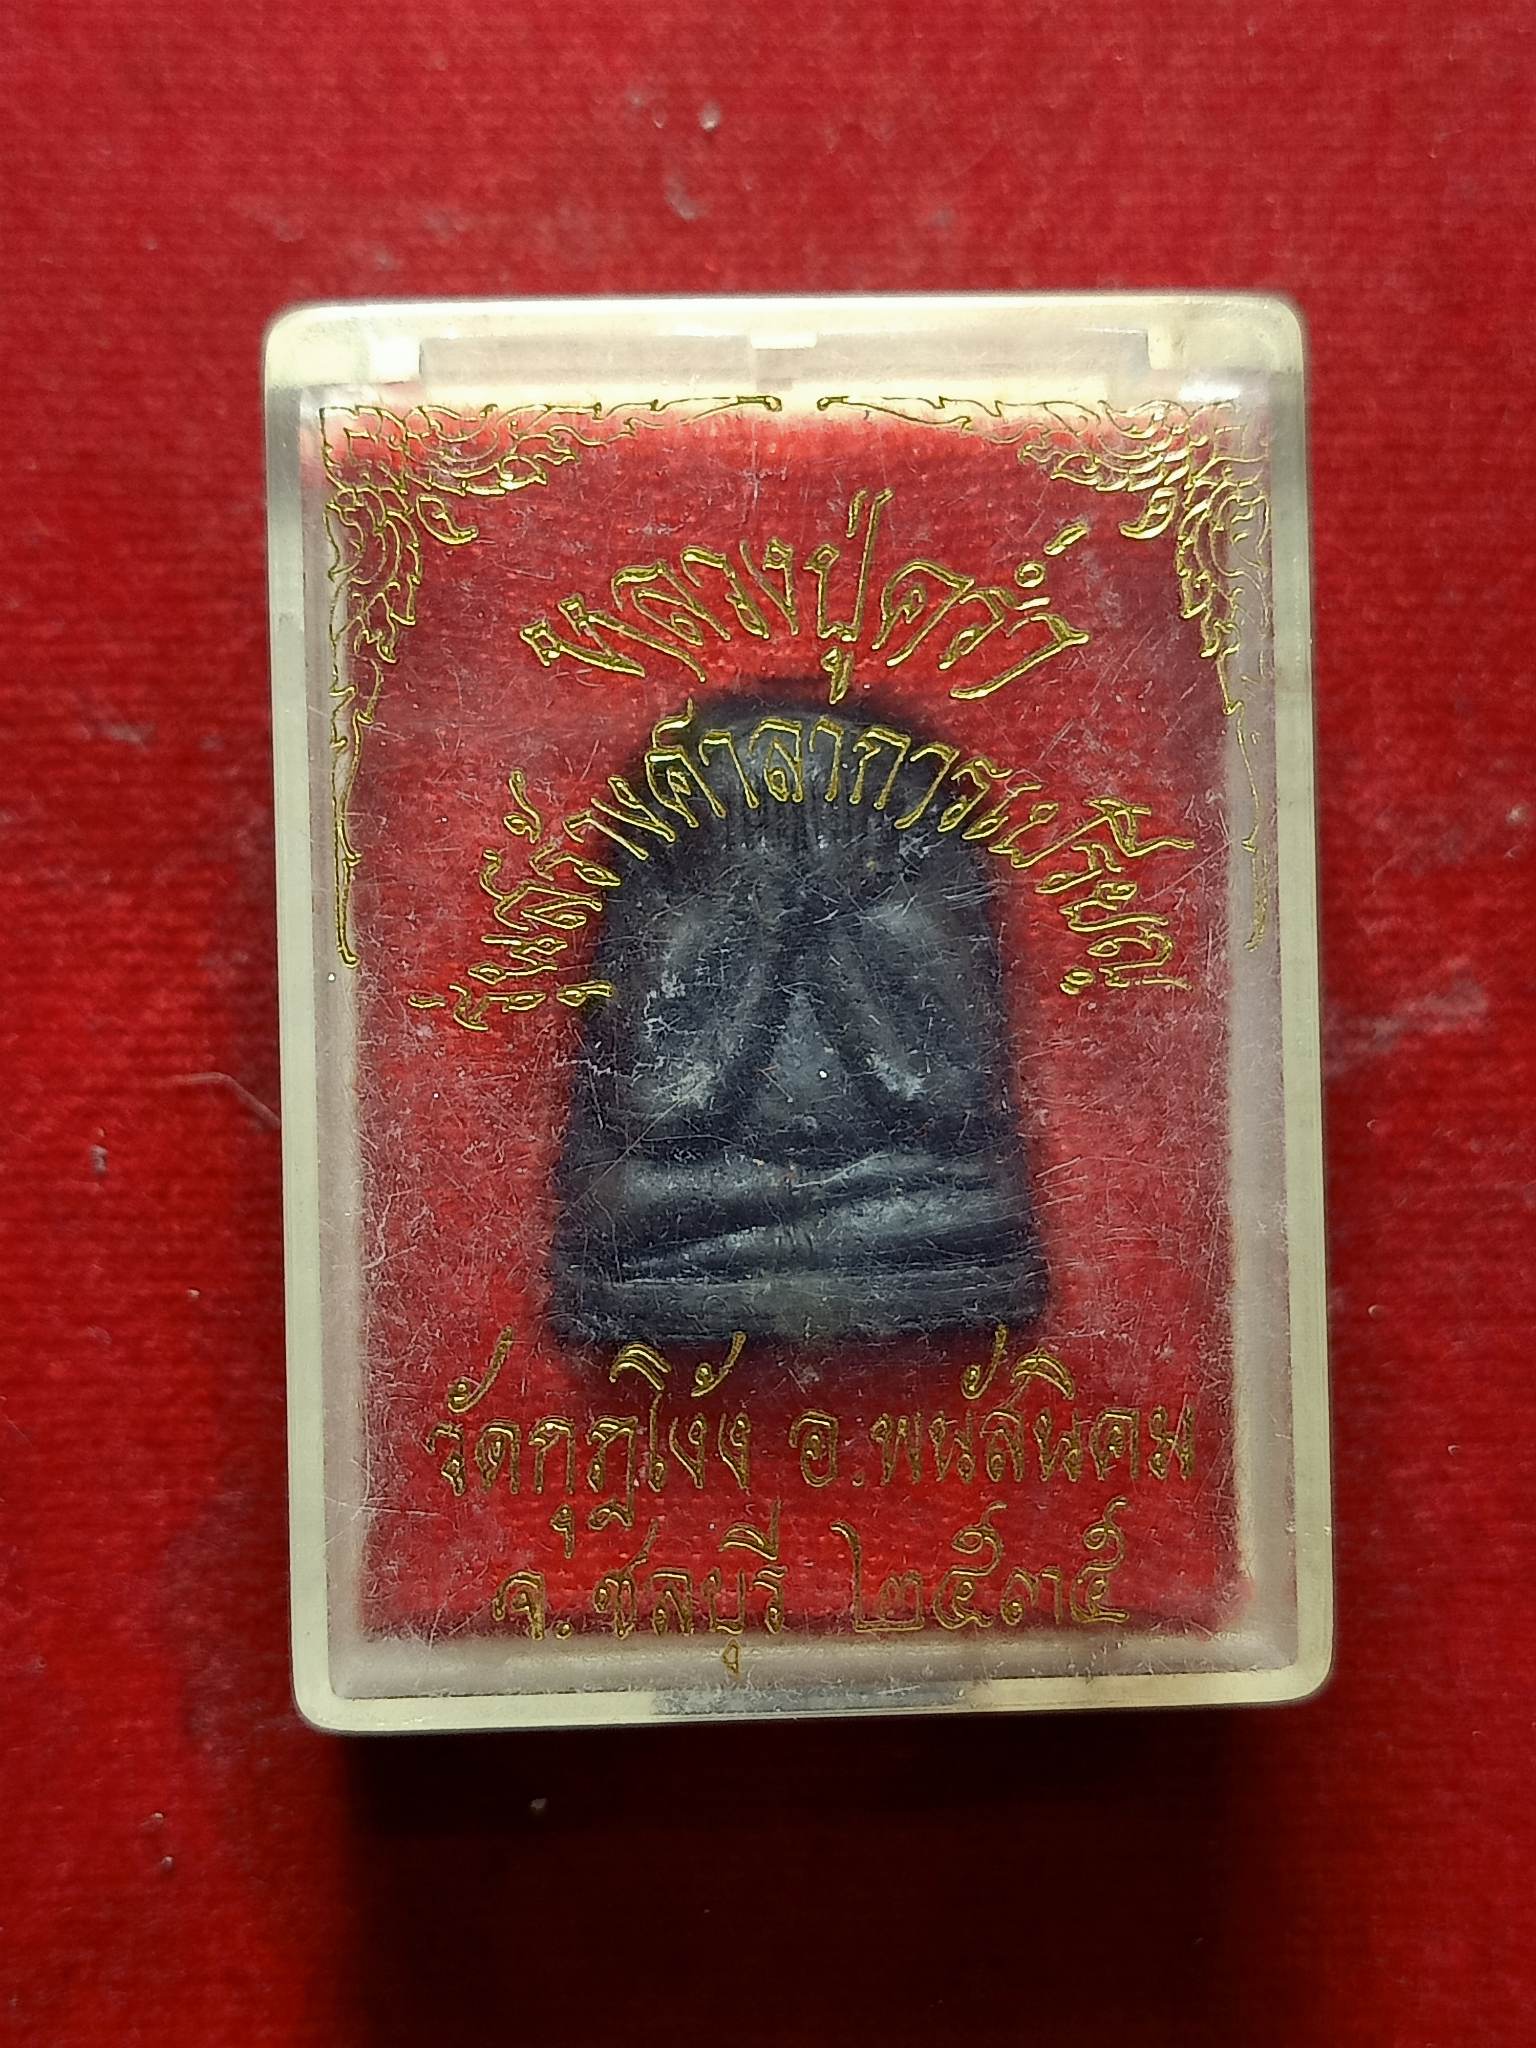 หลวงปู่คร่ำ
รุ่นสร้างศาลาการเปรียญ
วัดกุฎโง้ง อ.พนัสนิคม
จ.ชลบุรี ๒๕๓๕